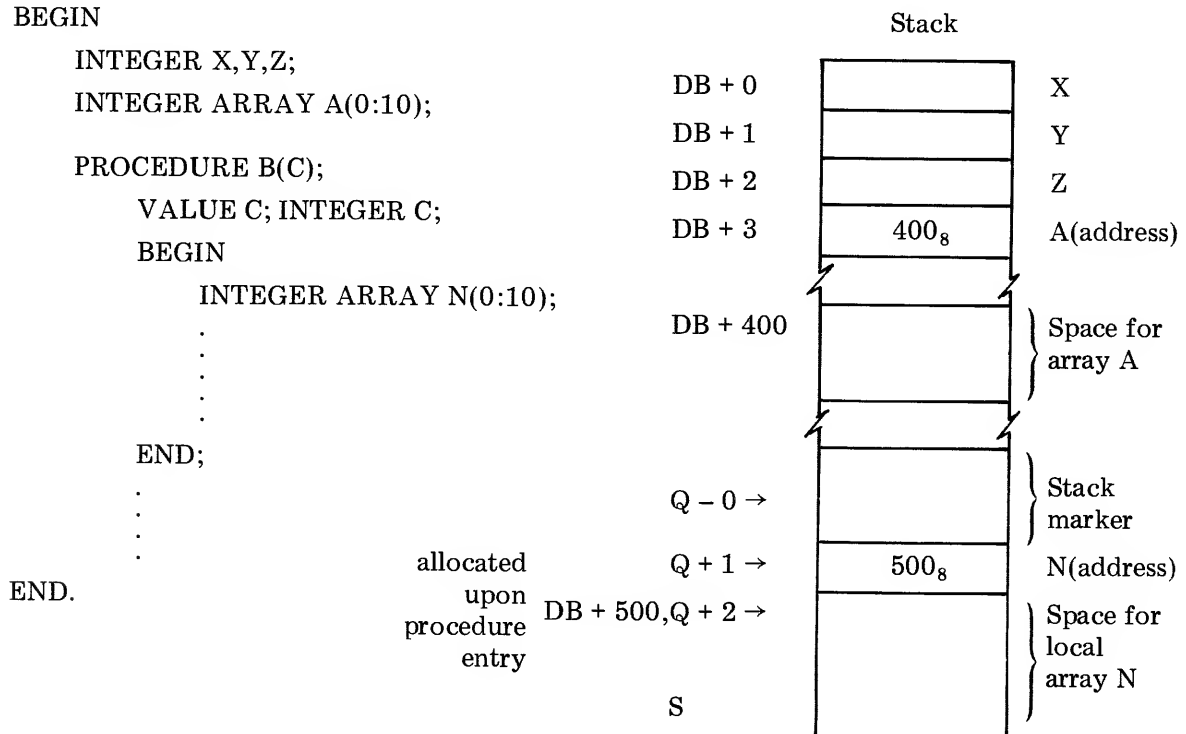 BEGIN
INTEGER X,Y,Z;
INTEGER ARRAY A(0:10);
PROCEDURE B(C);
VALUE C; INTEGER C;
BEGIN
INTEGER ARRAY N(0:10);
.
.
.
.
.
END;
.
.
.
.
END.
Stack
DB + 0 X
DB + 1 Y
DB + 2 Z
DB + 3 400₈ A(address)
DB + 400 Space for
array A
Q – 0 → Stack
marker
allocated
upon
procedure
entry
Q + 1 → 500₈ N(address)
DB + 500,Q + 2 → Space for
local
array N
S